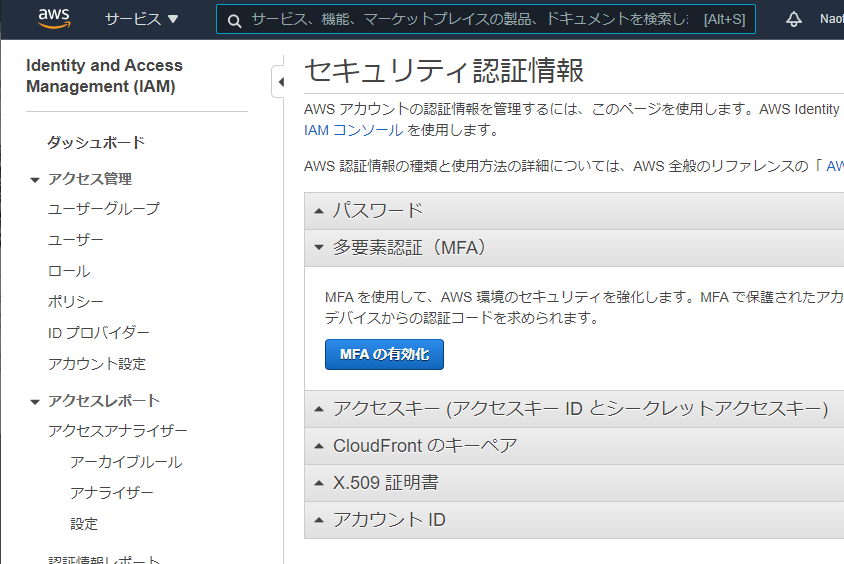 aws サービス ▼ サービス、機能、マーケットプレイスの製品、ドキュメントを検索し [Alt+S]
Identity and Access
Management (IAM)
ダッシュボード
アクセス管理
ユーザーグループ
ユーザー
ロール
ポリシー
ID プロバイダー
アカウント設定
アクセスレポート
アクセスアナライザー
アーカイブルール
アナライザー
設定
認証情報レポート
セキュリティ認証情報
AWS アカウントの認証情報を管理するには、このページを使用します。AWS Identity
IAM コンソール を使用します。
AWS 認証情報の種類と使用方法の詳細については、AWS 全般のリファレンスの「 AW
パスワード
多要素認証（MFA）
MFA を使用して、AWS 環境のセキュリティを強化します。MFA で保護されたアカ
デバイスからの認証コードを求められます。
MFA の有効化
アクセスキー (アクセスキー ID とシークレットアクセスキー)
CloudFront のキーペア
X.509 証明書
アカウント ID